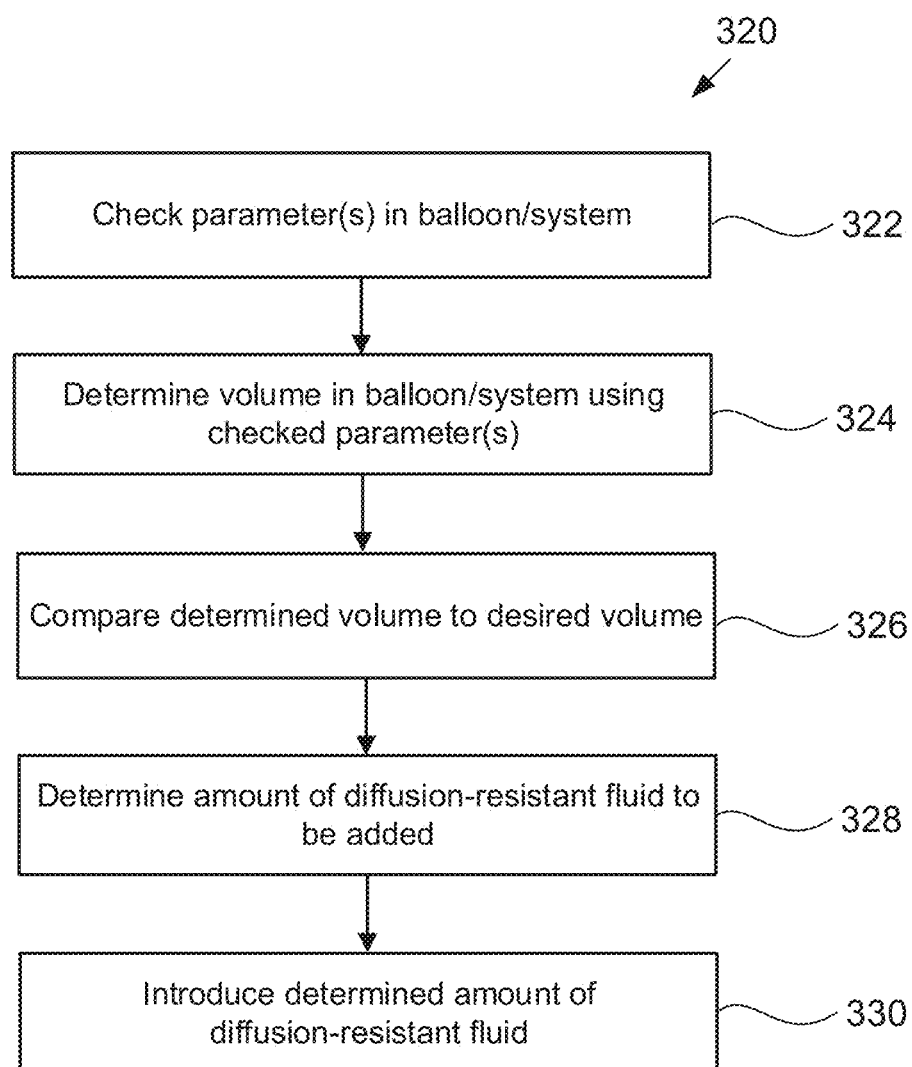 320
Check parameter(s) in balloon/system
322
Determine volume in balloon/system using
checked parameter(s)
324
Compare determined volume to desired volume
326
Determine amount of diffusion-resistant fluid to
be added
328
Introduce determined amount of
diffusion-resistant fluid
330